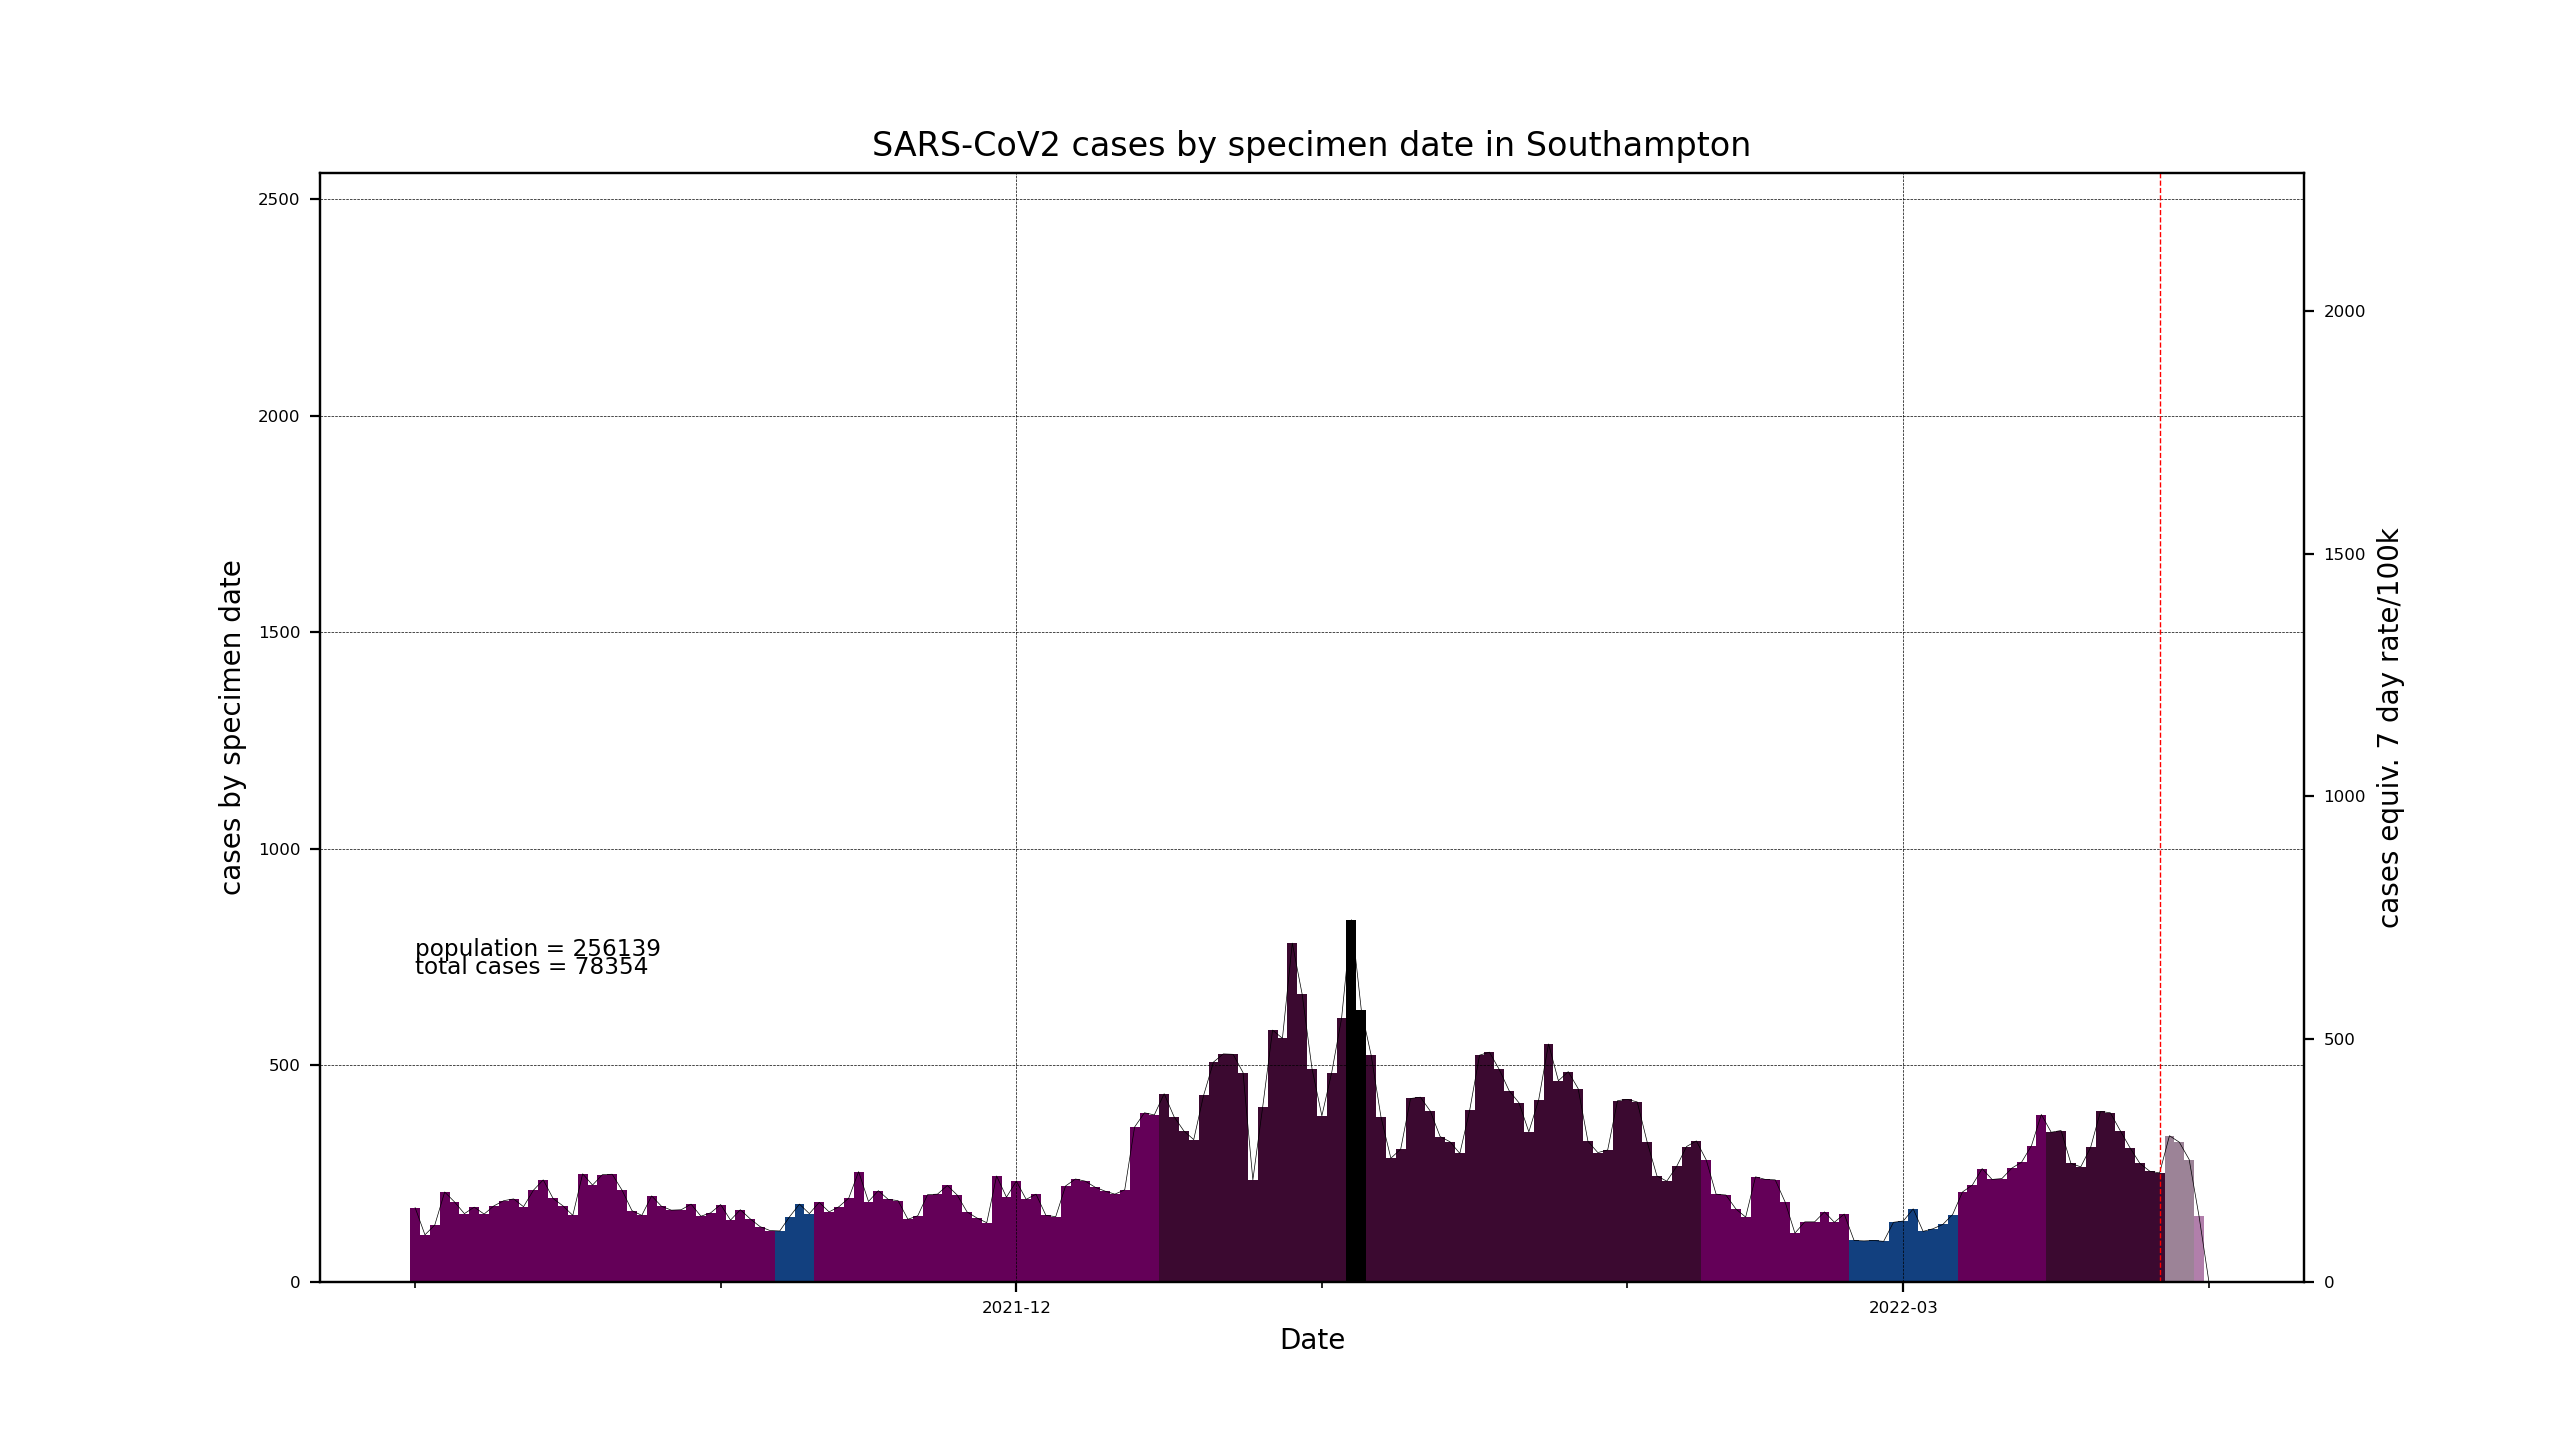 SARS-CoV2 cases by specimen date in Southampton
2500
2000
1500
1000
500
0
cases by specimen date
population = 256139
total cases = 78354
2000
1500
1000
500
0
cases equiv. 7 day rate/100k
2021-12
2022-03
Date